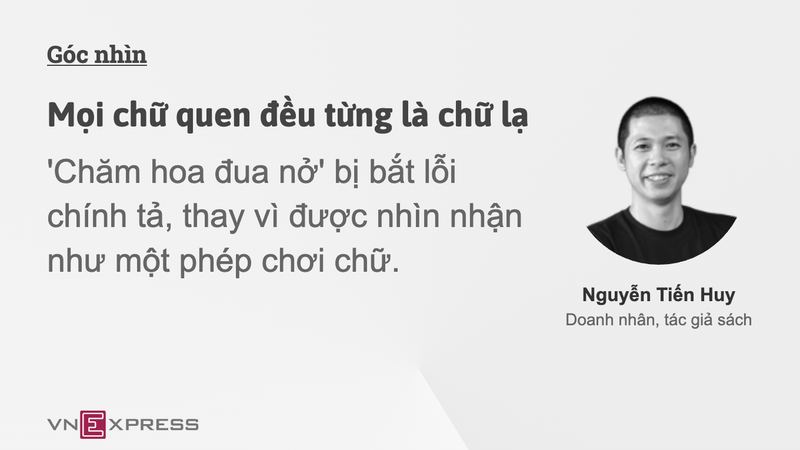 Góc nhìn
Mọi chữ quen đều từng là chữ lạ
'Chăm hoa đua nở' bị bắt lỗi
chính tả, thay vì được nhìn nhận
như một phép chơi chữ.
Nguyễn Tiến Huy
Doanh nhân, tác giả sách
VNEXPRESS